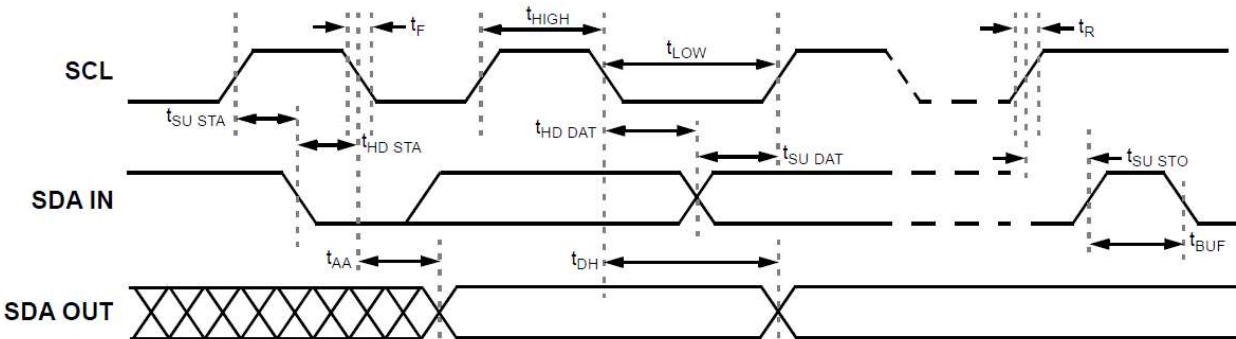 t_F
t_HIGH
t_R
SCL
t_LOW
t_SU STA
t_HD STA
t_HD DAT
t_SU DAT
t_SU STO
SDA IN
t_AA
t_DH
t_BUF
SDA OUT